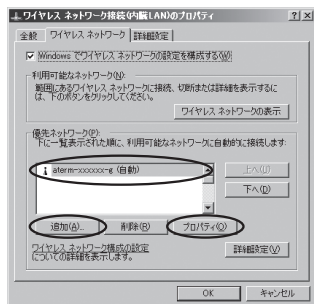 ワイヤレス ネットワーク接続(内蔵LAN)のプロパティ
全般 ワイヤレス ネットワーク 詳細設定
Windows でワイヤレス ネットワークの設定を構成する(W)
利用可能なネットワーク(N):
範囲にあるワイヤレス ネットワークに接続、切断または詳細を表示するに
は、下のボタンをクリックしてください。
ワイヤレス ネットワークの表示
優先ネットワーク(P):
下に一覧表示された順に、利用可能なネットワークに自動的に接続します:
aterm-xxxxxx-g (自動)
上へ(U)
下へ(D)
追加(A)... 削除(R) プロパティ(O)
ワイヤレス ネットワーク構成の設定
についての詳細を表示します。
詳細設定(V)
OK キャンセル